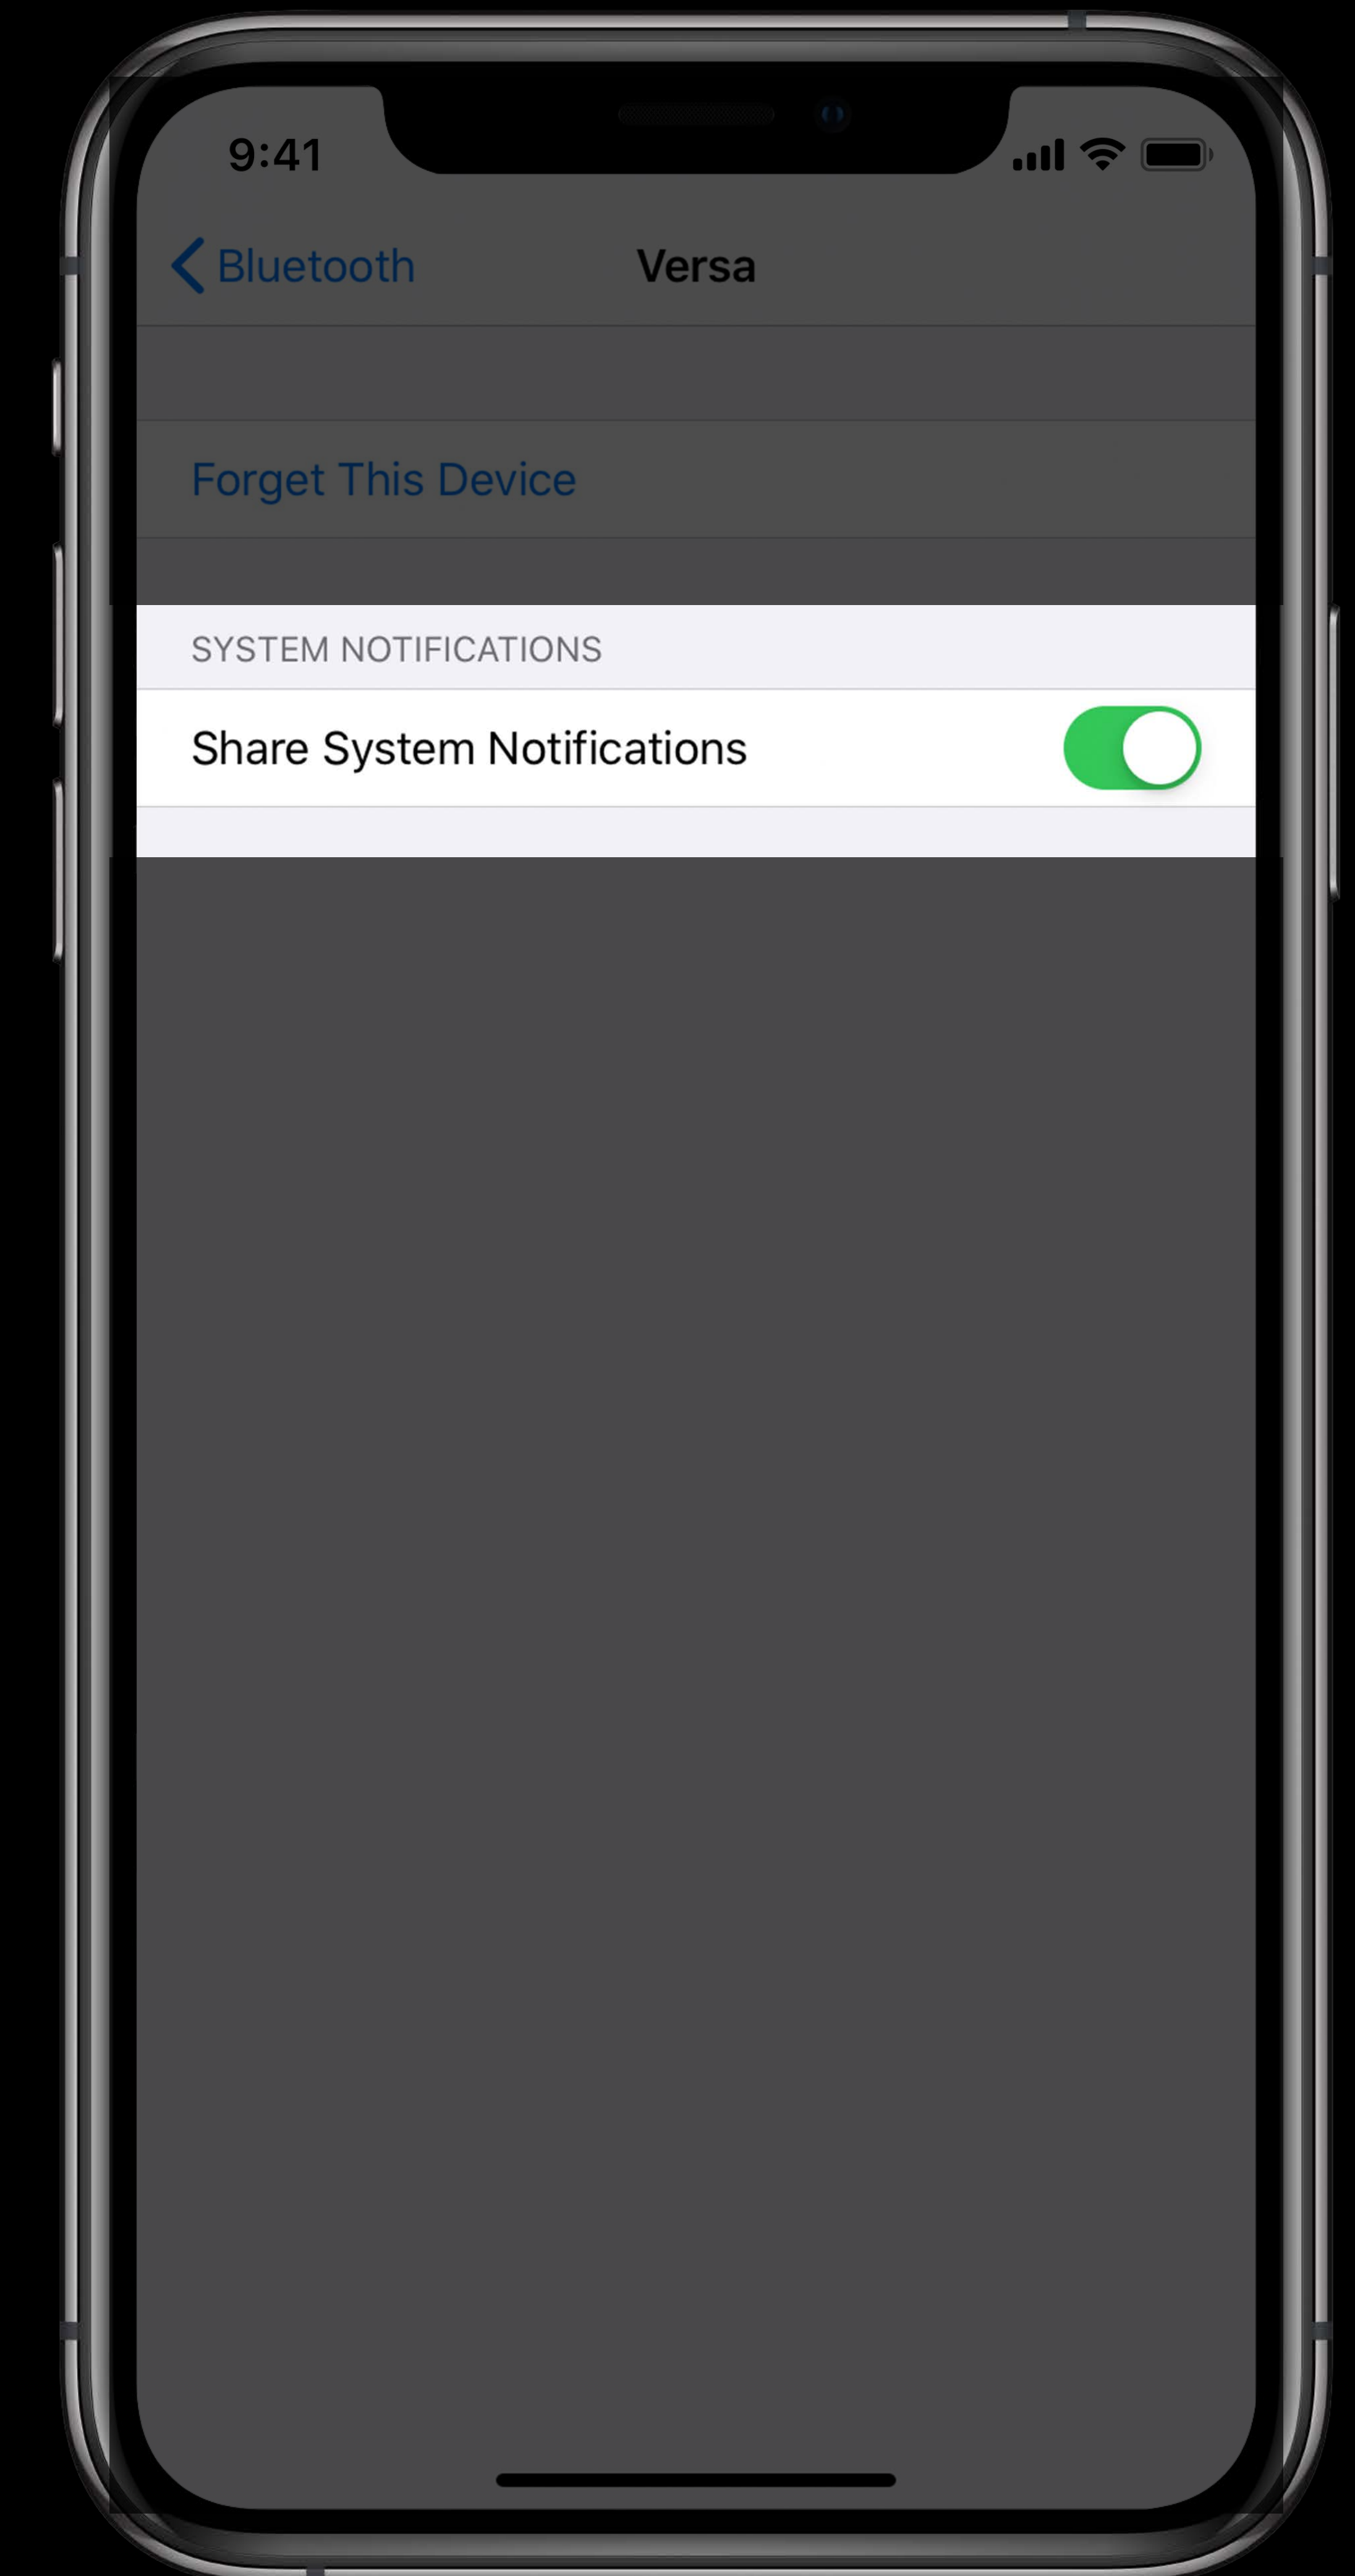 9:41
Bluetooth
Versa
Forget This Device
SYSTEM NOTIFICATIONS
Share System Notifications